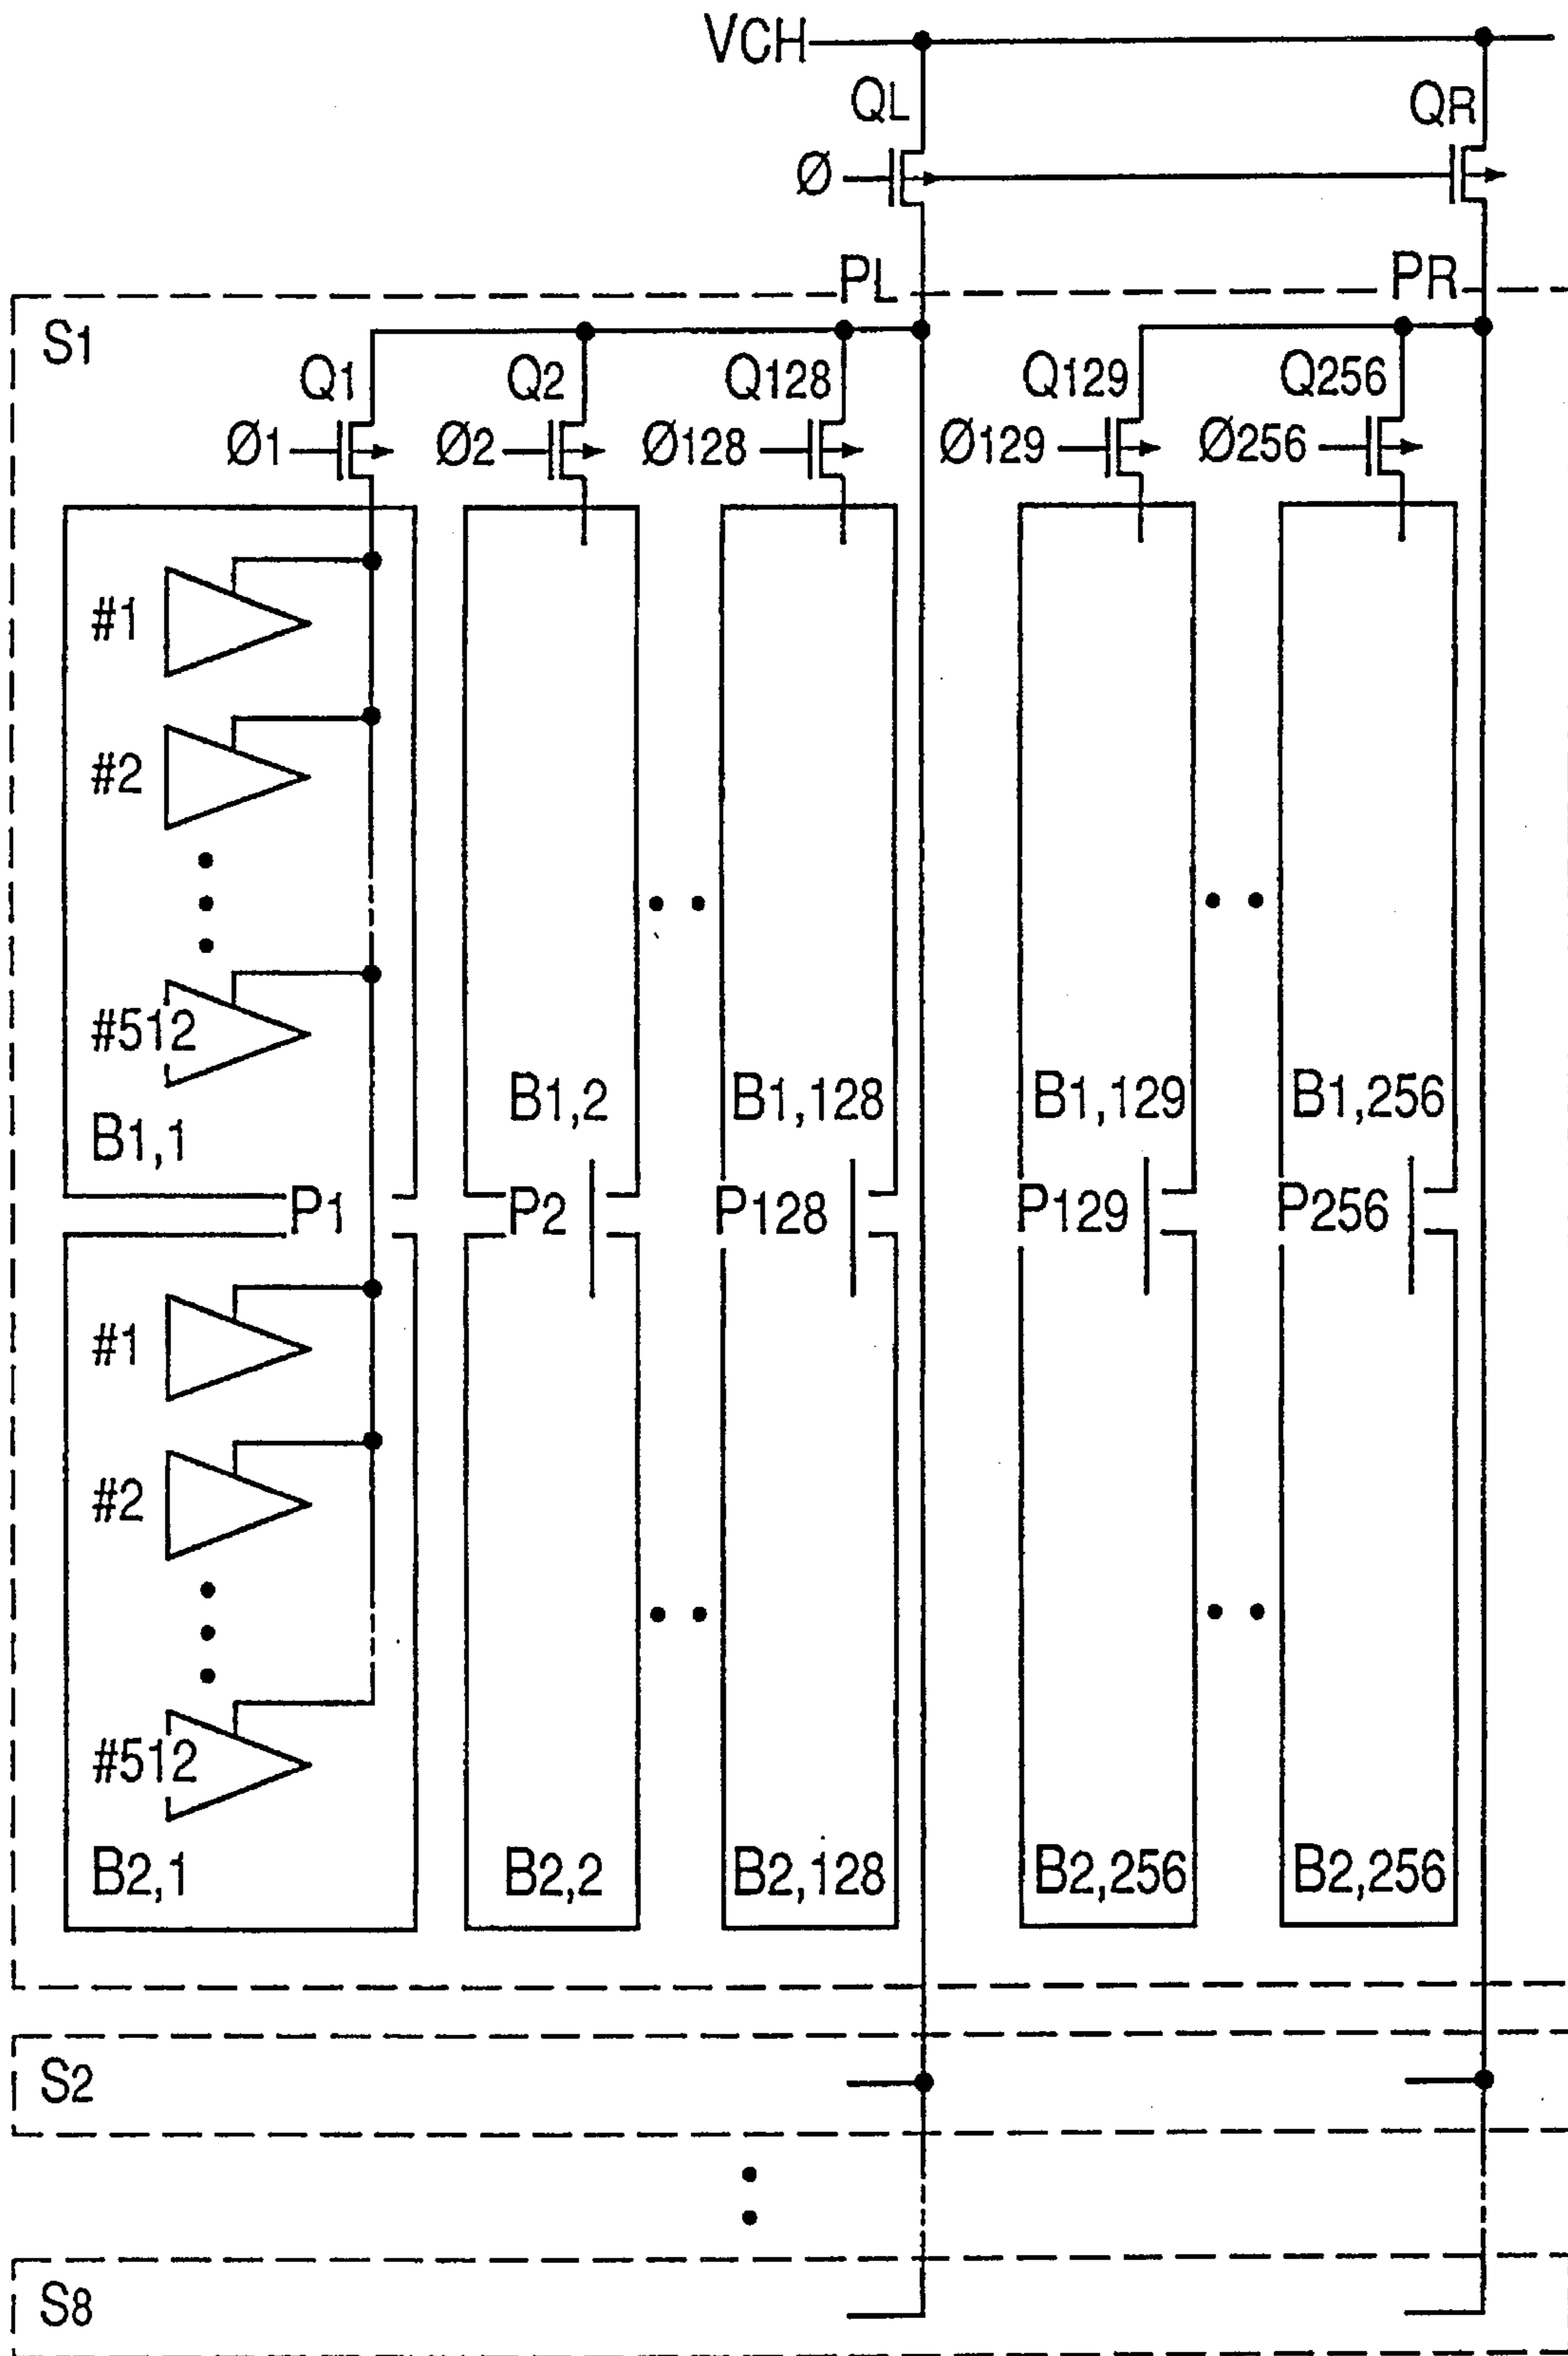 VCH
QL QR
Ø
PL PR
S1
Q1 Q2 Q128 Q129 Q256
Ø1 Ø2 Ø128 Ø129 Ø256
#1
#2
#512
B1,1 B1,2 B1,128 B1,129 B1,256
P1 P2 P128 P129 P256
#1
#2
#512
B2,1 B2,2 B2,128 B2,256 B2,256
S2
S8